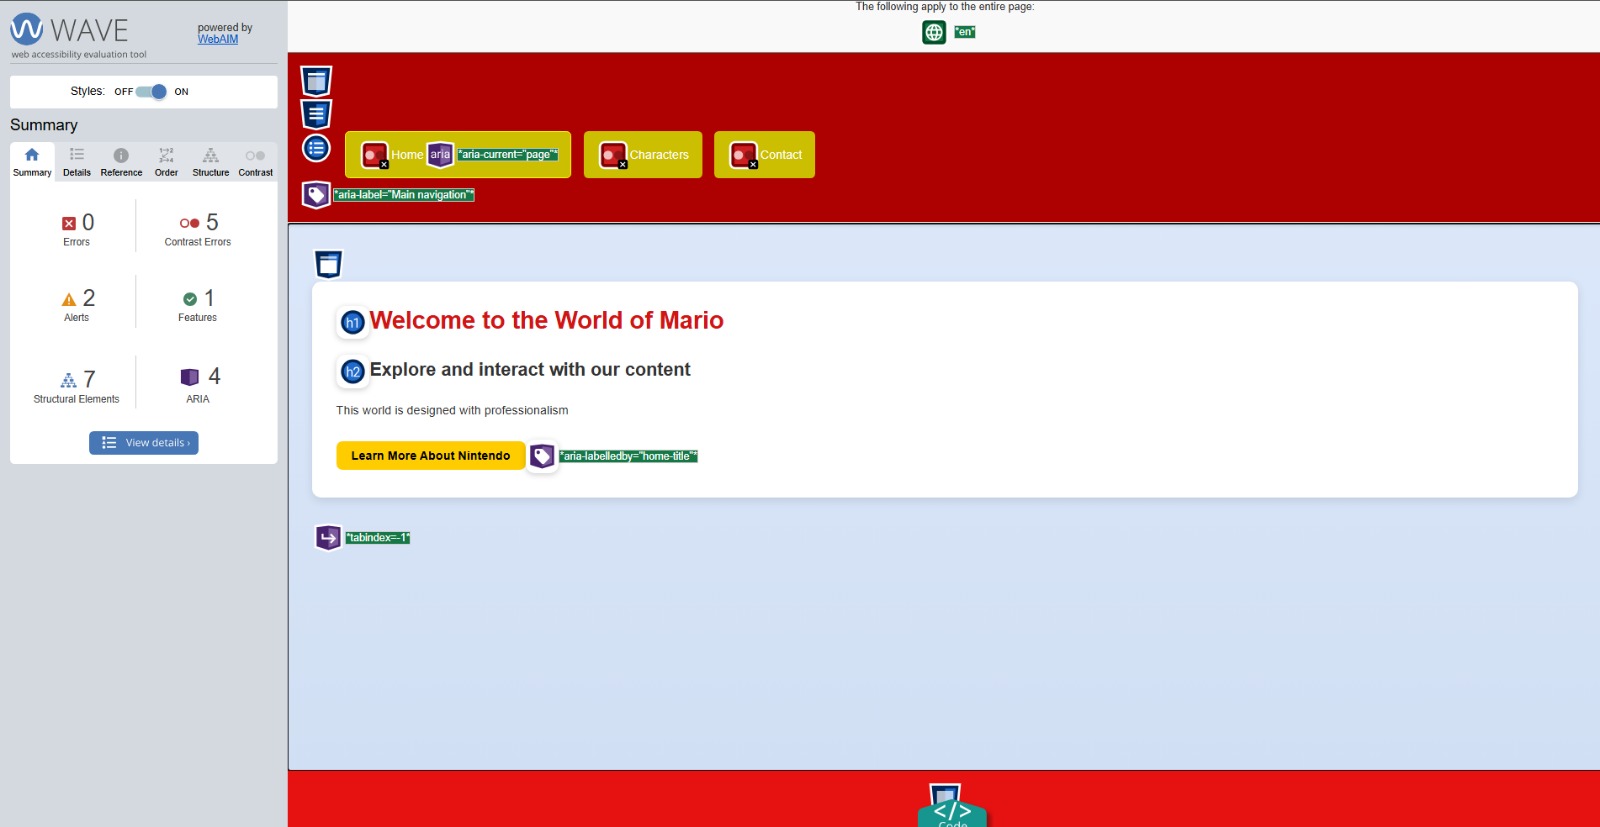 The following apply to the entire page:
*en*
WAVE
powered by
WebAIM
web accessibility evaluation tool
Styles: OFF ON
Summary
Summary Details Reference Order Structure Contrast
0
Errors
5
Contrast Errors
2
Alerts
1
Features
7
Structural Elements
4
ARIA
View details ›
Home aria *aria-current="page"* Characters Contact
*aria-label="Main navigation"*
h1 Welcome to the World of Mario
h2 Explore and interact with our content
This world is designed with professionalism
Learn More About Nintendo *aria-labelledby="home-title"*
*tabindex=-1*
</>
Code